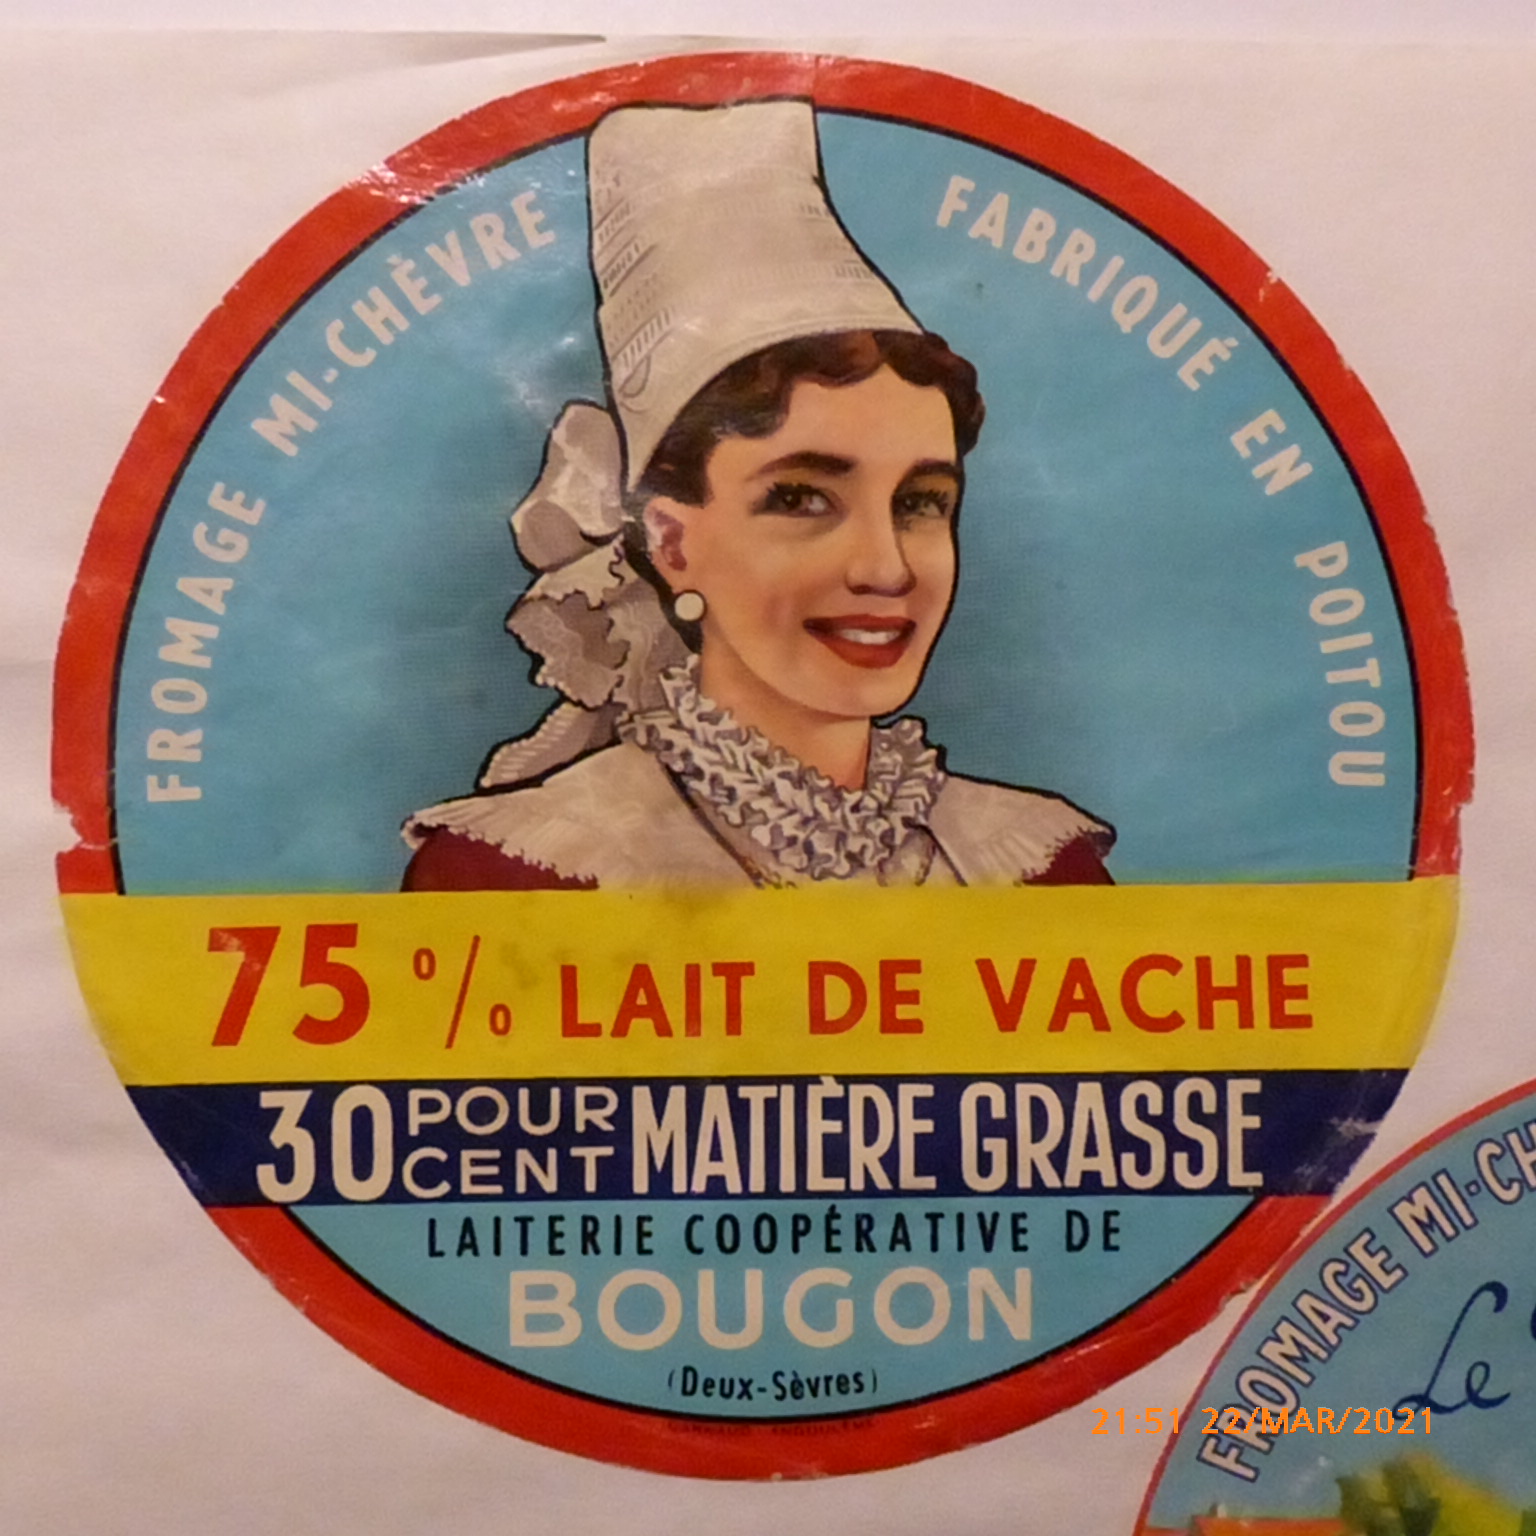 FROMAGE MI-CHÈVRE
FABRIQUÉ EN POITOU
75 % LAIT DE VACHE
30 POUR CENT MATIÈRE GRASSE
LAITERIE COOPÉRATIVE DE
BOUGON
(Deux-Sèvres)
FROMAGE MI-CH
Le
21:51 22/MAR/2021